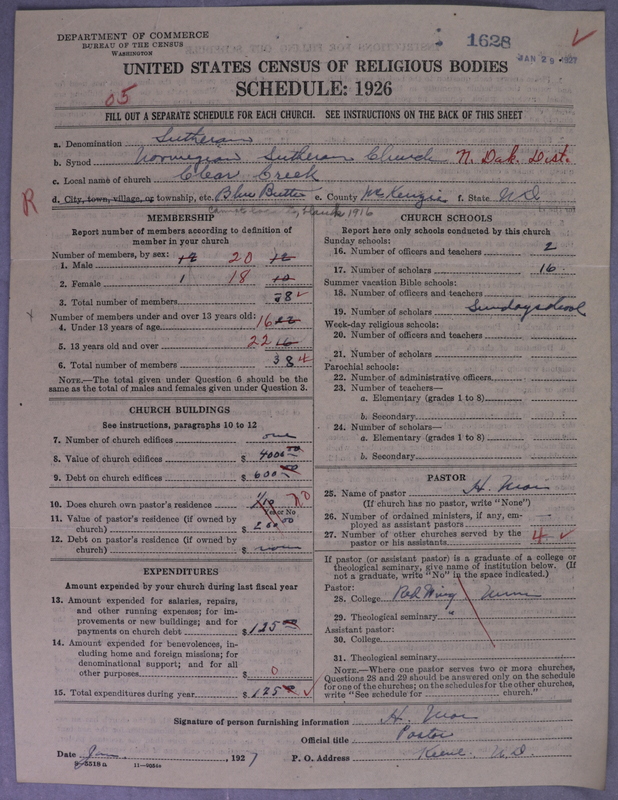 DEPARTMENT OF COMMERCE
BUREAU OF THE CENSUS
WASHINGTON
1628
JAN 29 1927
UNITED STATES CENSUS OF RELIGIOUS BODIES
SCHEDULE: 1926
05
FILL OUT A SEPARATE SCHEDULE FOR EACH CHURCH. SEE INSTRUCTIONS ON THE BACK OF THIS SHEET
a. Denomination Lutheran
b. Synod Norwegian Lutheran Church N. Dak. Dist.
c. Local name of church Clear Creek
R
d. City, town, village, or township, etc. Blue Butte e. County McKenzie f. State ND
1916
MEMBERSHIP
Report number of members according to definition of member in your church
Number of members, by sex:
1. Male 20
2. Female 18
3. Total number of members 38
Number of members under and over 13 years old:
4. Under 13 years of age 16
5. 13 years old and over 22
6. Total number of members 38
NOTE.—The total given under Question 6 should be the same as the total of males and females given under Question 3.
CHURCH BUILDINGS
See instructions, paragraphs 10 to 12
7. Number of church edifices one
8. Value of church edifices $ 4000.00
9. Debt on church edifices $ 600.00
10. Does church own pastor's residence No
Yes or No
11. Value of pastor's residence (if owned by church) $
12. Debt on pastor's residence (if owned by church) $
EXPENDITURES
Amount expended by your church during last fiscal year
13. Amount expended for salaries, repairs, and other running expenses; for improvements or new buildings; and for payments on church debt $
14. Amount expended for benevolences, including home and foreign missions; for denominational support; and for all other purposes $ 0
15. Total expenditures during year $
CHURCH SCHOOLS
Report here only schools conducted by this church
Sunday schools:
16. Number of officers and teachers 2
17. Number of scholars 16
Summer vacation Bible schools:
18. Number of officers and teachers
19. Number of scholars Sundayschool
Week-day religious schools:
20. Number of officers and teachers
21. Number of scholars
Parochial schools:
22. Number of administrative officers
23. Number of teachers—
a. Elementary (grades 1 to 8)
b. Secondary
24. Number of scholars—
a. Elementary (grades 1 to 8)
b. Secondary
PASTOR
25. Name of pastor H.
(If church has no pastor, write "None")
26. Number of ordained ministers, if any, employed as assistant pastors
27. Number of other churches served by the pastor or his assistants 4
If pastor (or assistant pastor) is a graduate of a college or theological seminary, give name of institution below. (If not a graduate, write "No" in the space indicated.)
Pastor:
28. College Red Wing Minn
29. Theological seminary
Assistant pastor:
30. College
31. Theological seminary
NOTE.—Where one pastor serves two or more churches, Questions 28 and 29 should be answered only on the schedule for one of the churches; on the schedules for the other churches, write "See schedule for church."
Signature of person furnishing information H.
Official title Pastor
Date Jan , 1927 P. O. Address Keene N.D.
8-5518a 11-9054